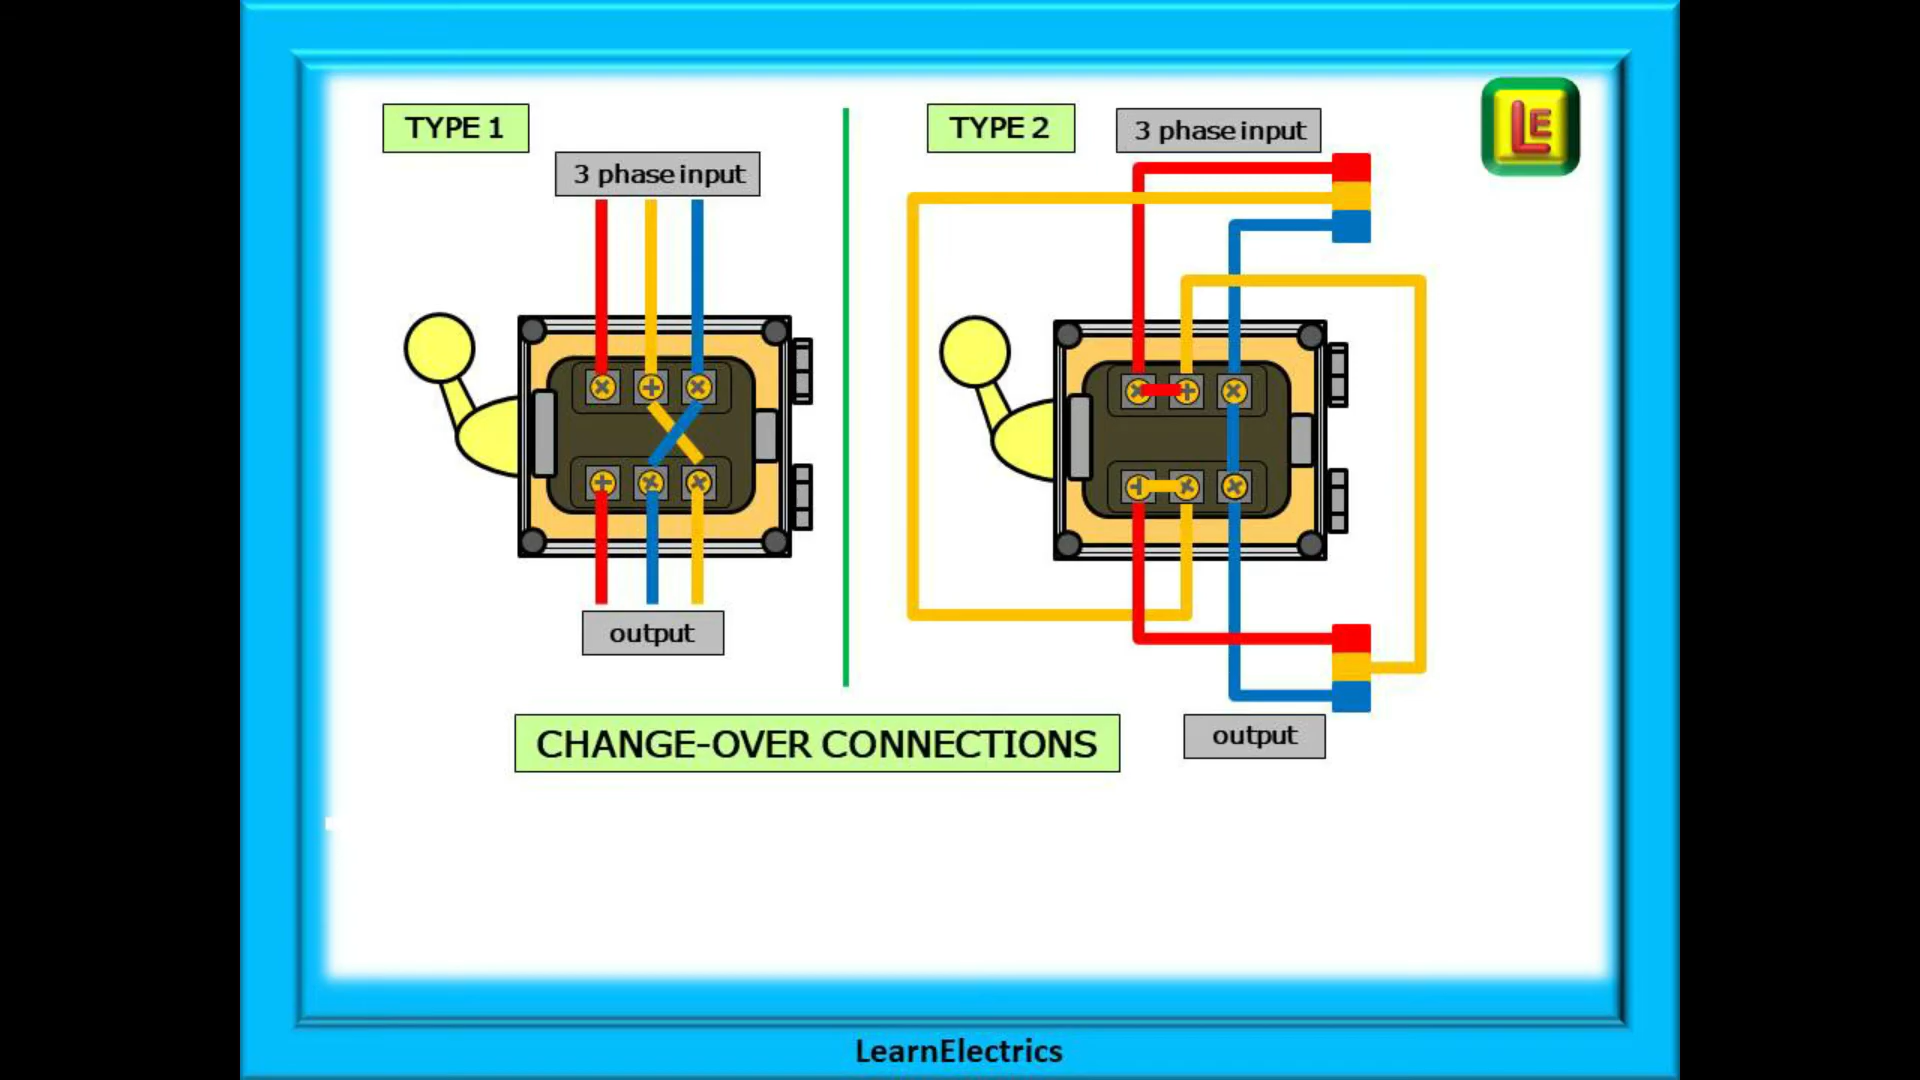 TYPE 1
3 phase input
TYPE 2
3 phase input
LE
output
CHANGE-OVER CONNECTIONS
output
LearnElectrics